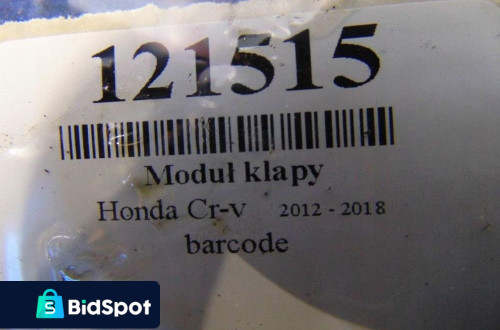 121515
Moduł klapy
Honda Cr-v 2012 - 2018
barcode
BidSpot